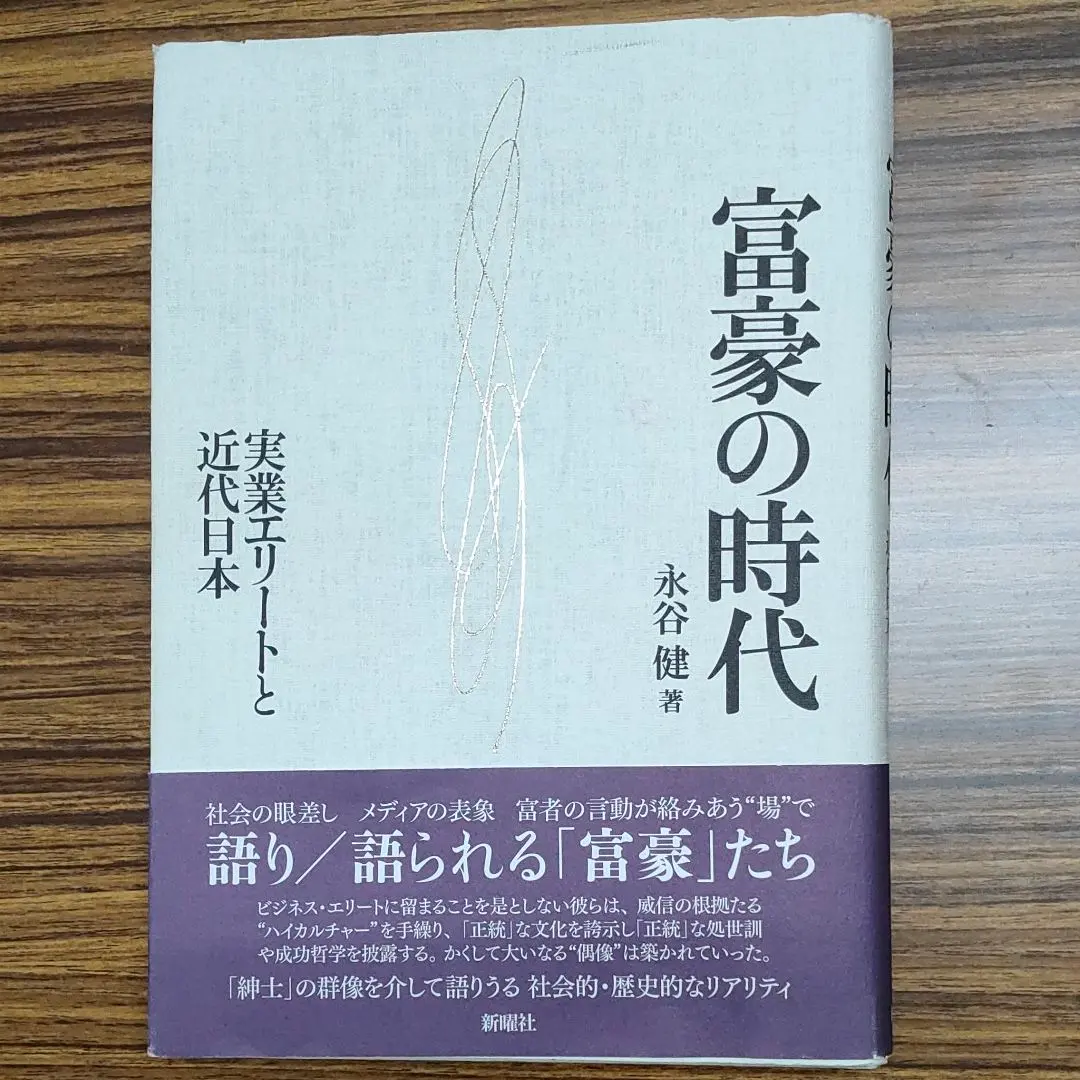 富豪の時代
永谷 健 著
実業エリートと
近代日本
社会の眼差し メディアの表象 富者の言動が絡みあう“場”で
語り／語られる「富豪」たち
ビジネス・エリートに留まることを是としない彼らは、威信の根拠たる
“ハイカルチャー”を手繰り、「正統」な文化を誇示し「正統」な処世訓
や成功哲学を披露する。かくして大いなる“偶像”は築かれていった。
「紳士」の群像を介して語りうる 社会的・歴史的なリアリティ
新曜社